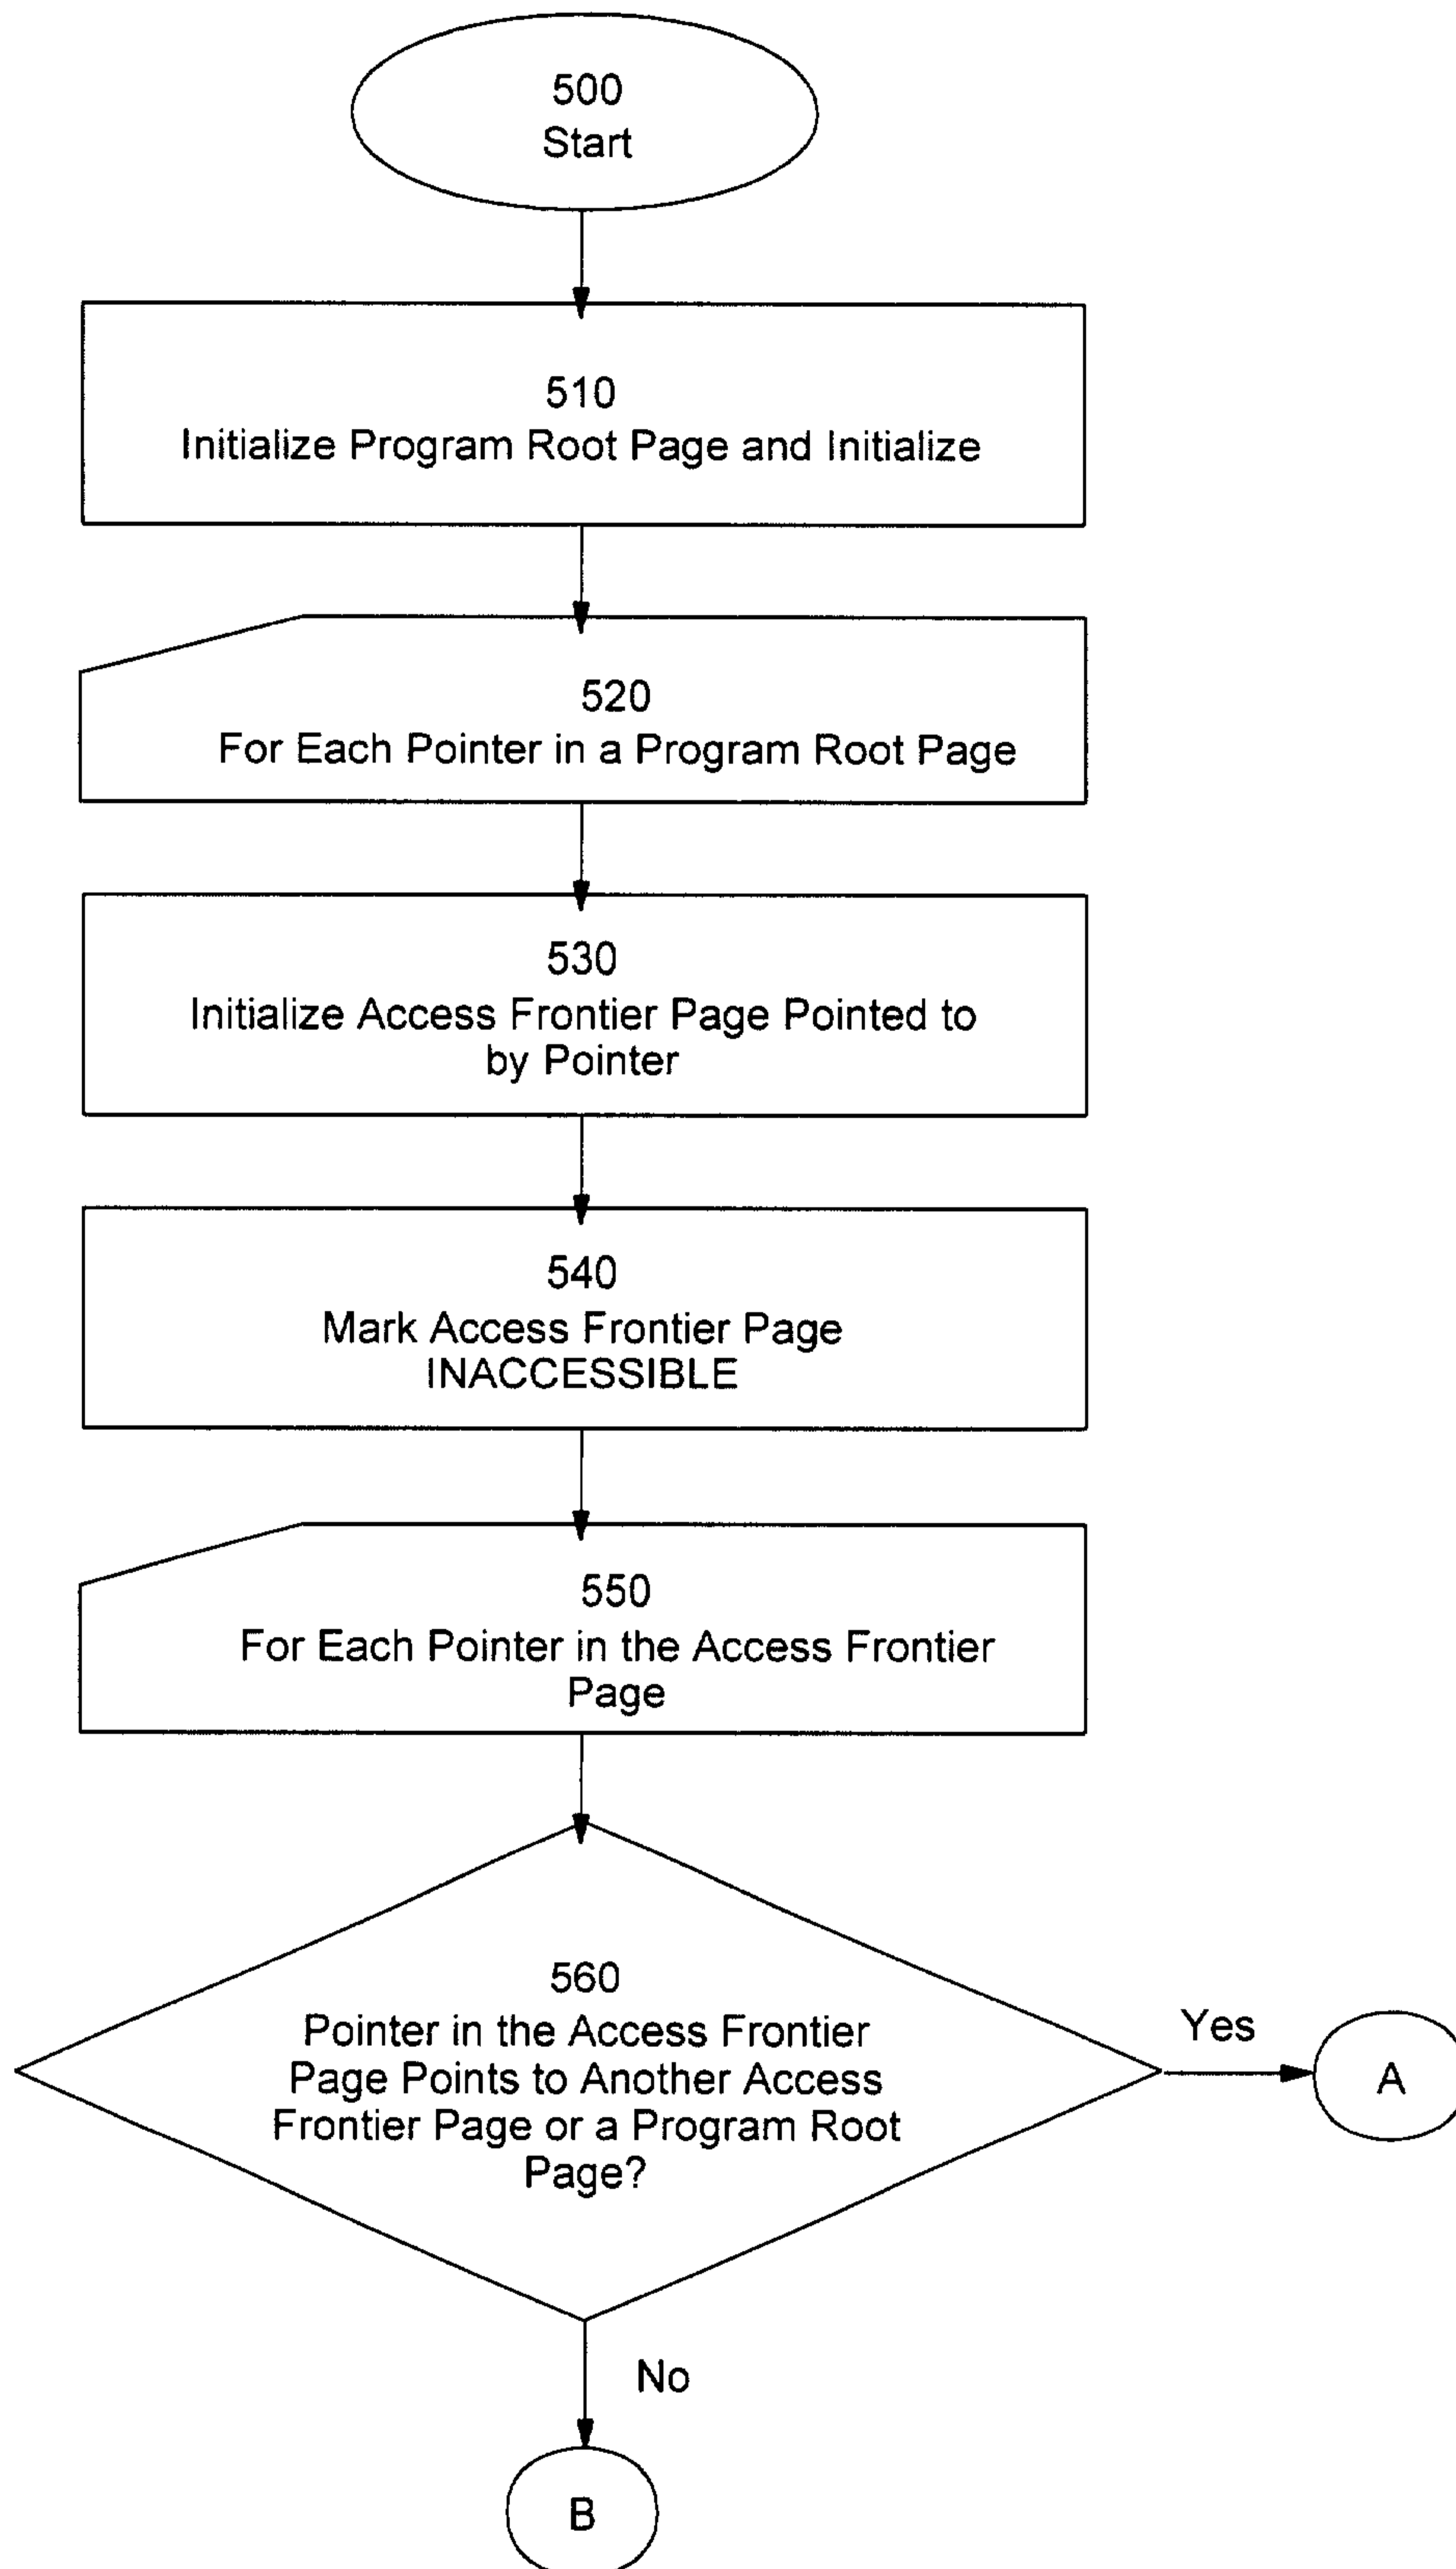 500
Start
510
Initialize Program Root Page and Initialize
520
For Each Pointer in a Program Root Page
530
Initialize Access Frontier Page Pointed to
by Pointer
540
Mark Access Frontier Page
INACCESSIBLE
550
For Each Pointer in the Access Frontier
Page
560
Pointer in the Access Frontier
Page Points to Another Access
Frontier Page or a Program Root
Page?
Yes
A
No
B